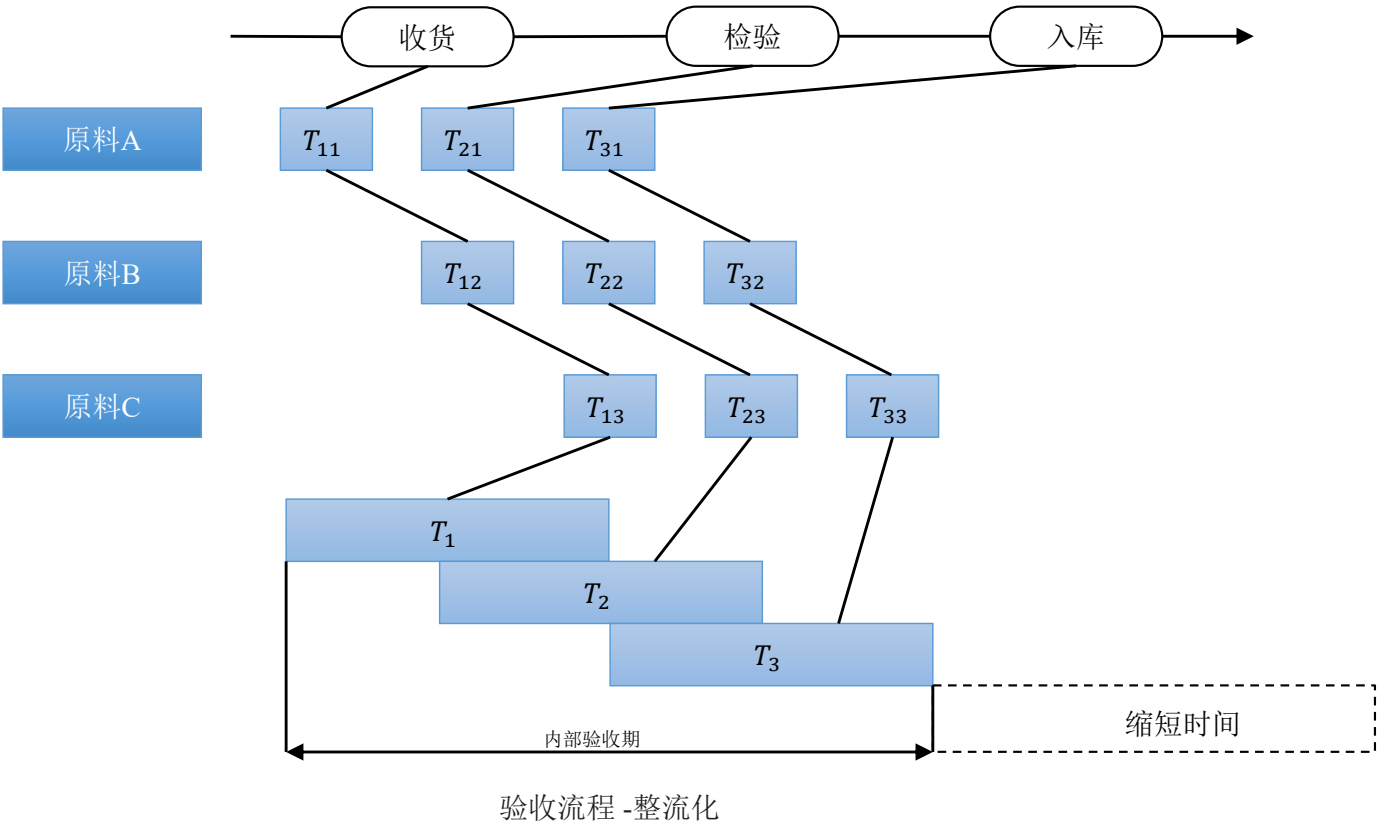 收货 检验 入库
原料A T₁₁ T₂₁ T₃₁
原料B T₁₂ T₂₂ T₃₂
原料C T₁₃ T₂₃ T₃₃
T₁
T₂
T₃
缩短时间
内部验收期
验收流程 -整流化